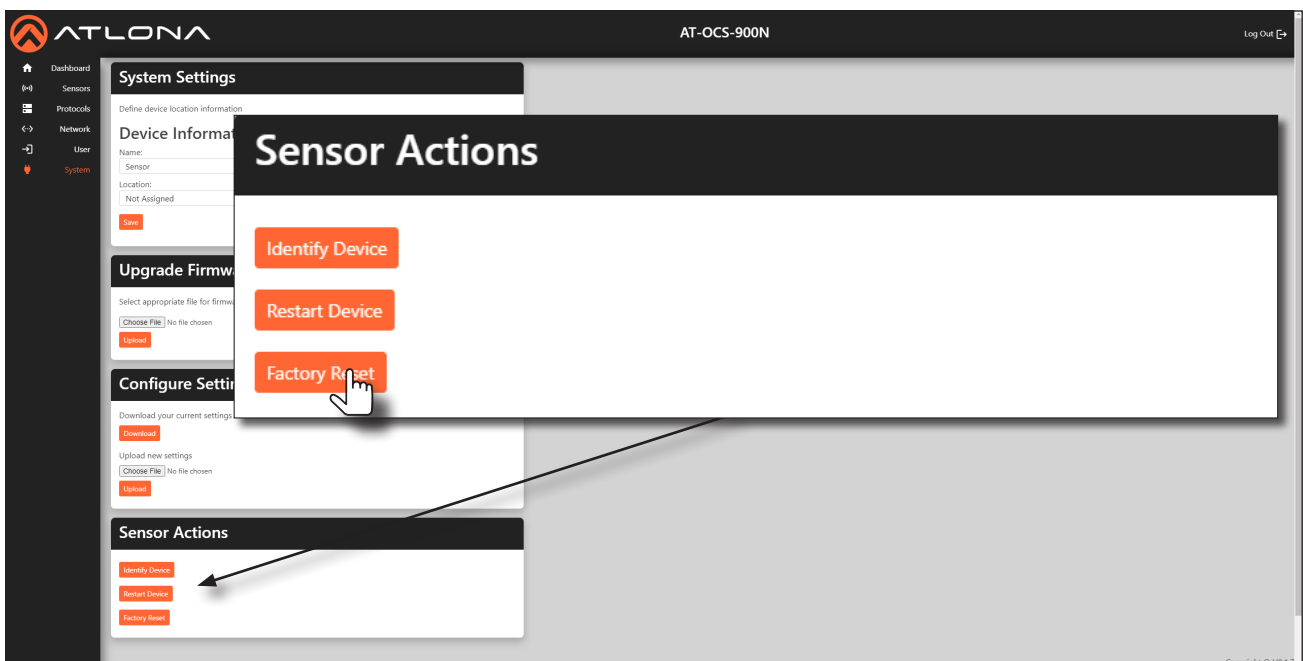 ATLONA
AT-OCS-900N
Log Out
Dashboard
Sensors
Protocols
Network
User
System
System Settings
Define device location information
Device Informat
Name:
Sensor
Location:
Not Assigned
Save
Upgrade Firmw
Select appropriate file for firmw
Choose File No file chosen
Upload
Configure Settin
Download your current settings
Download
Upload new settings
Choose File No file chosen
Upload
Sensor Actions
Identify Device
Restart Device
Factory Reset
Sensor Actions
Identify Device
Restart Device
Factory Reset